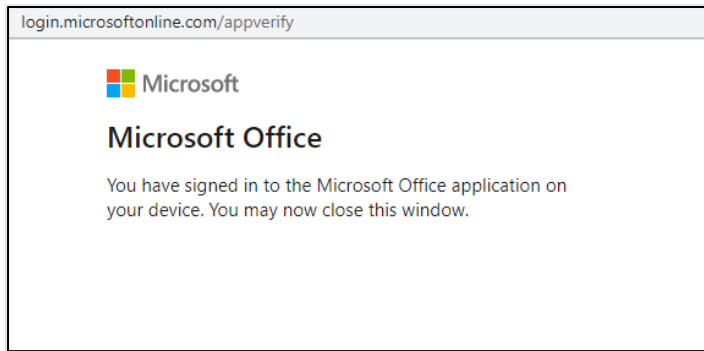 login.microsoftonline.com/appverify
Microsoft
Microsoft Office
You have signed in to the Microsoft Office application on
your device. You may now close this window.